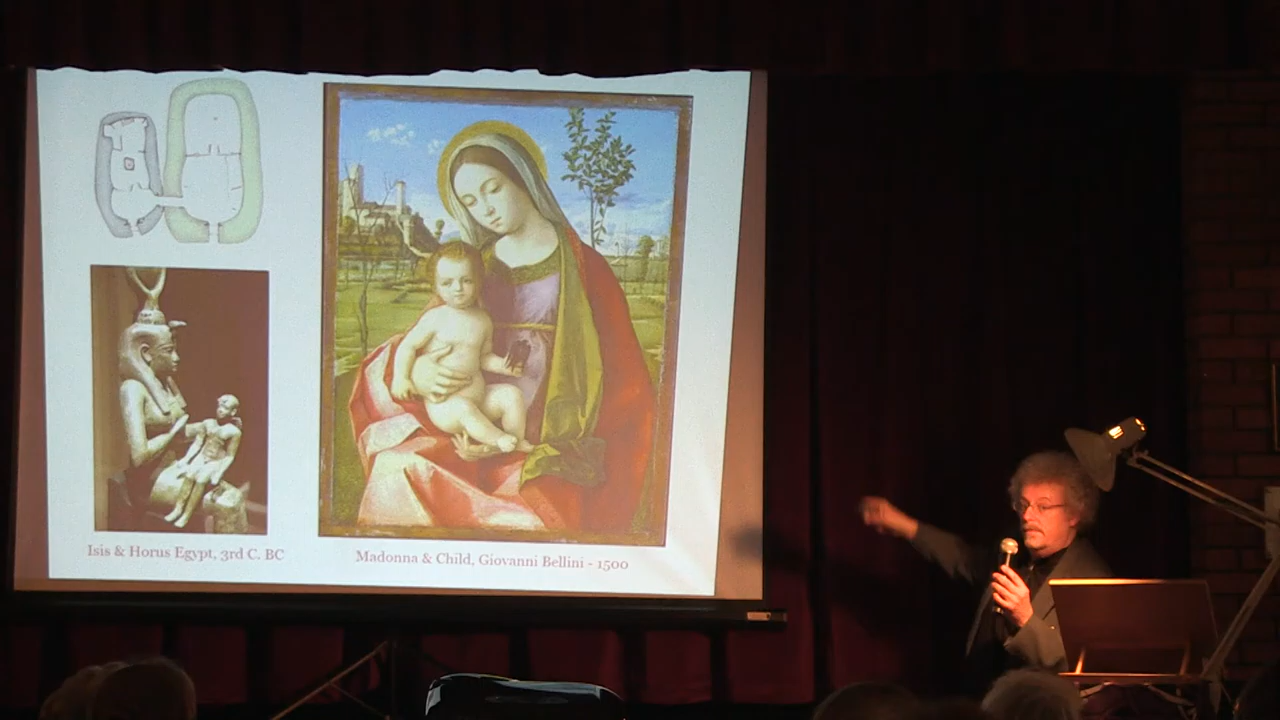 Isis & Horus Egypt, 3rd C. BC
Madonna & Child, Giovanni Bellini - 1500